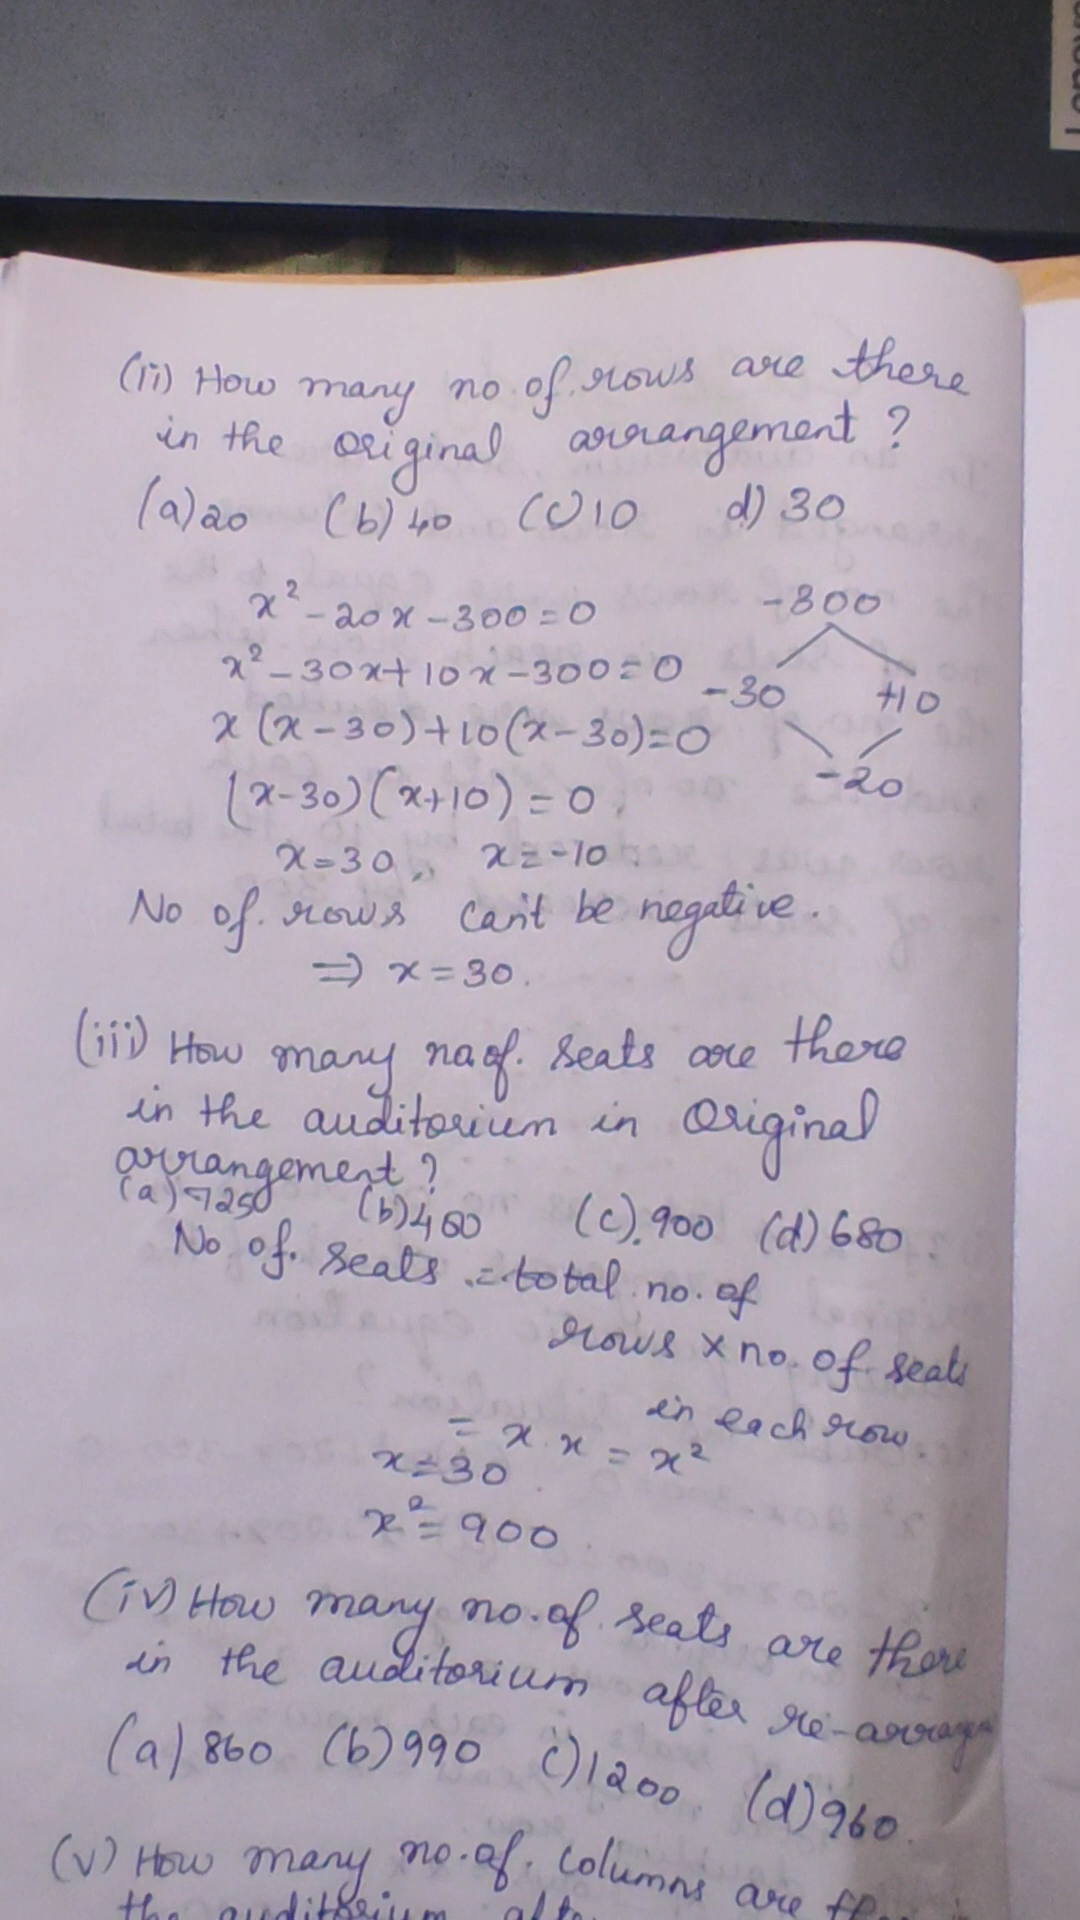 (ii) How many no. of. rows are there
in the original arrangement?
(a) 20 (b) 40 (c) 10 d) 30
x² - 20x - 300 = 0
-300
x² - 30x + 10x - 300 = 0
-30 +10
x (x - 30) + 10 (x - 30) = 0
-20
(x - 30) (x + 10) = 0
x = 30, x = -10
No of. rows can't be negative.
⇒ x = 30.
(iii) How many no of. seats are there
in the auditorium in Original
arrangement?
(a) 725 (b) 460 (c). 900 (d) 680.
No of. seats = total no. of
rows x no. of. seats
in each row.
= x x = x²
x = 30
x² = 900
(iv) How many no. of seats are there
in the auditorium after
(a) 860 (b) 990 c) 1200 (d) 960.
(v) How many no. of. columns are
the auditorium